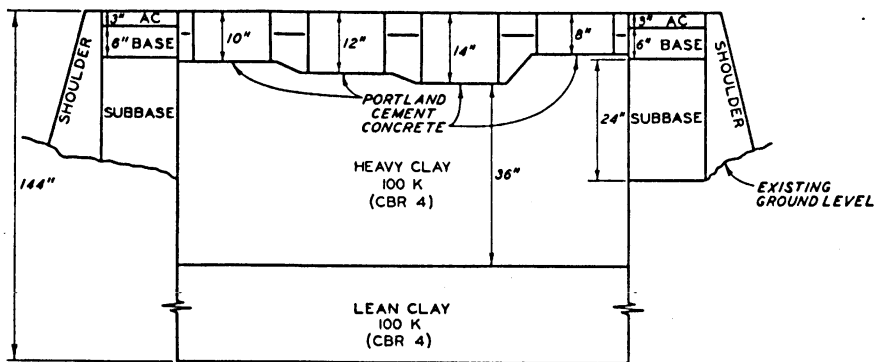 3" AC
6" BASE
SUBBASE
SHOULDER
144"
10"
12"
14"
8"
PORTLAND
CEMENT
CONCRETE
HEAVY CLAY
100 K
(CBR 4)
36"
LEAN CLAY
100 K
(CBR 4)
3" AC
6" BASE
24"
SUBBASE
SHOULDER
EXISTING
GROUND LEVEL